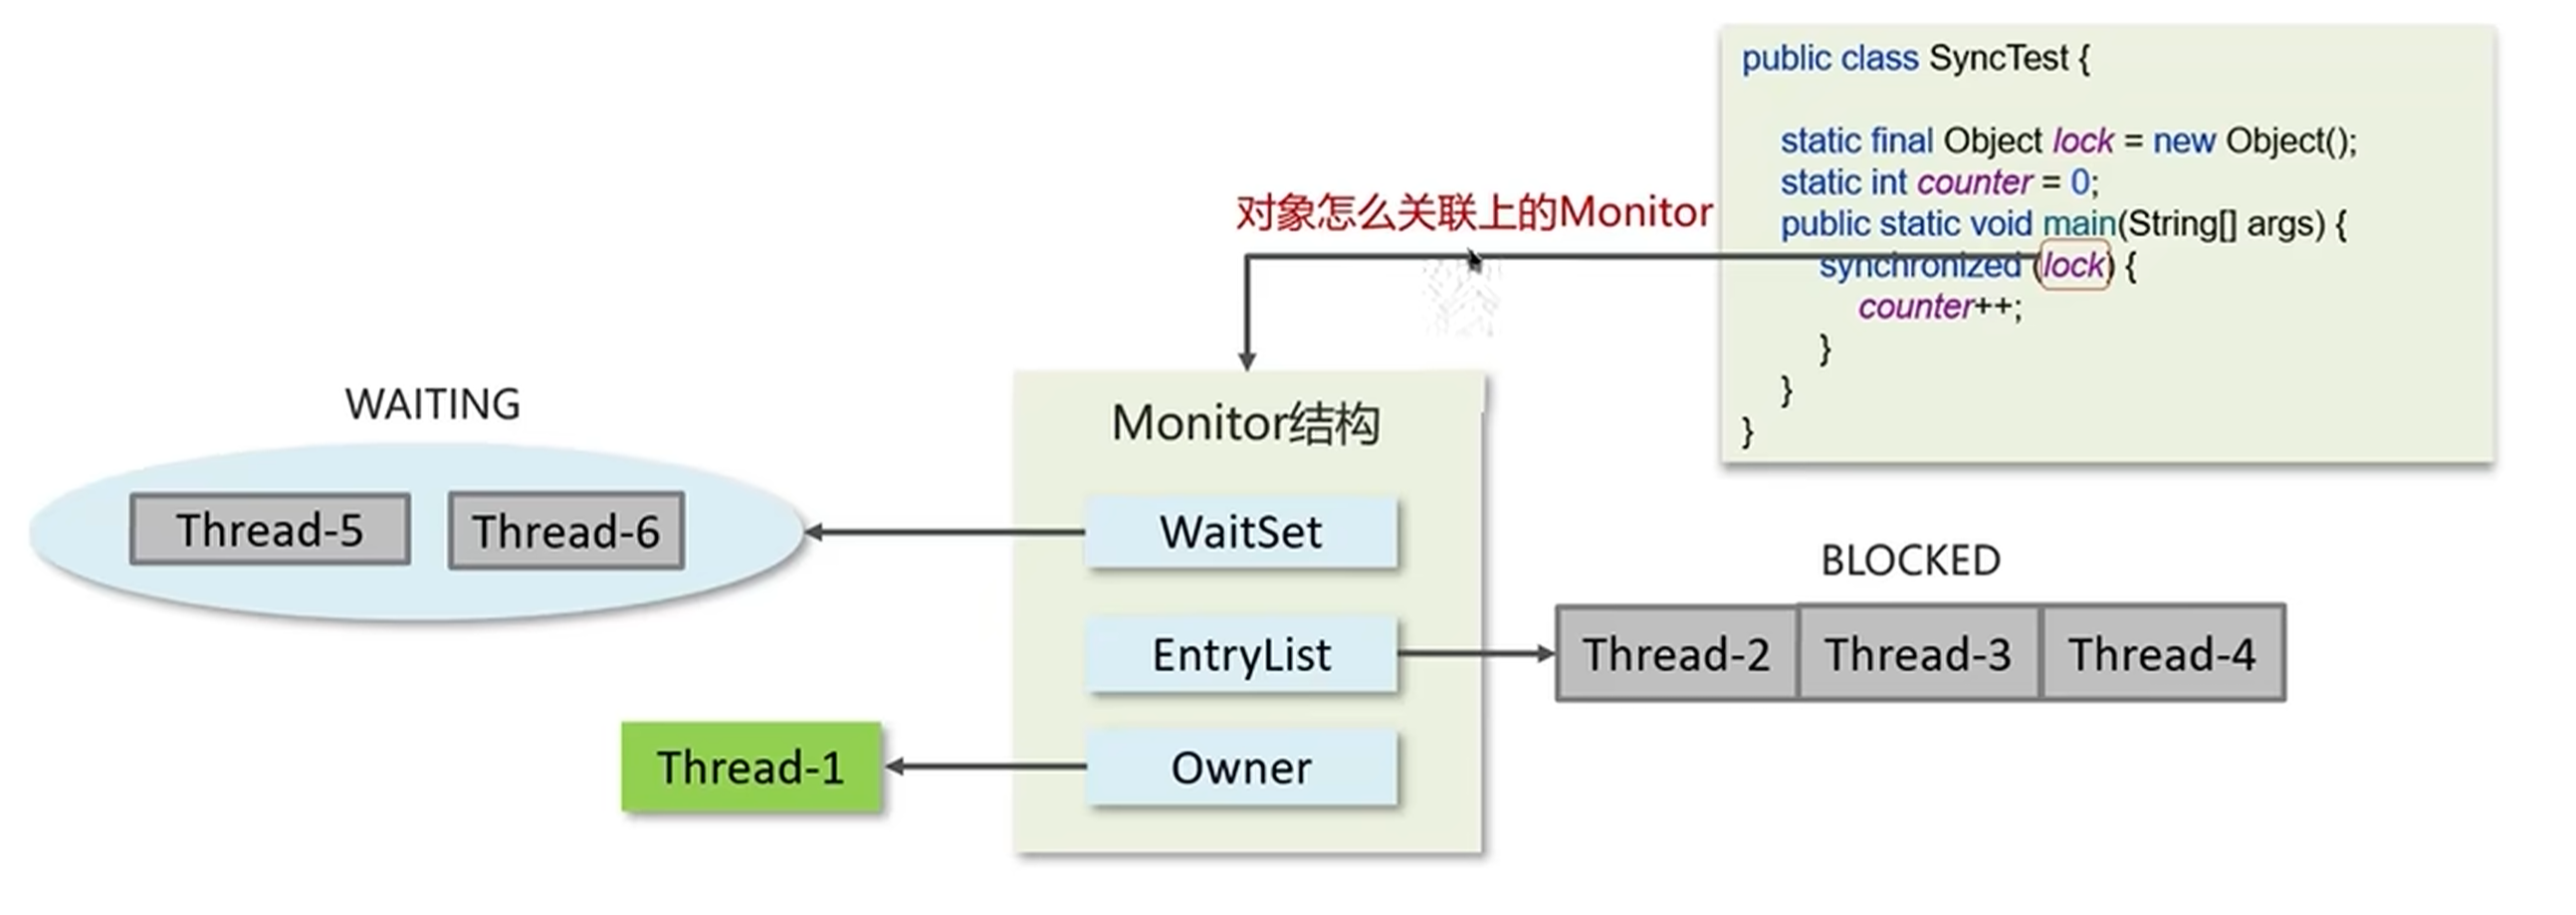 public class SyncTest {
static final Object lock = new Object();
static int counter = 0;
public static void main(String[] args) {
synchronized (lock) {
counter++;
}
}
}
对象怎么关联上的Monitor
Monitor结构
WAITING
Thread-5 Thread-6
WaitSet
BLOCKED
EntryList
Thread-2 Thread-3 Thread-4
Thread-1
Owner